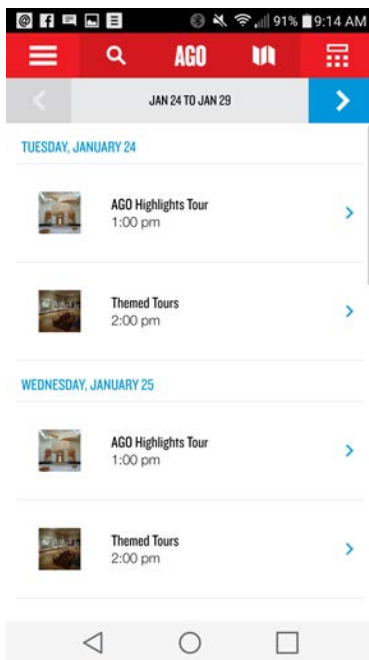 91% 9:14 AM
AGO
JAN 24 TO JAN 29
TUESDAY, JANUARY 24
AGO Highlights Tour
1:00 pm
Themed Tours
2:00 pm
WEDNESDAY, JANUARY 25
AGO Highlights Tour
1:00 pm
Themed Tours
2:00 pm